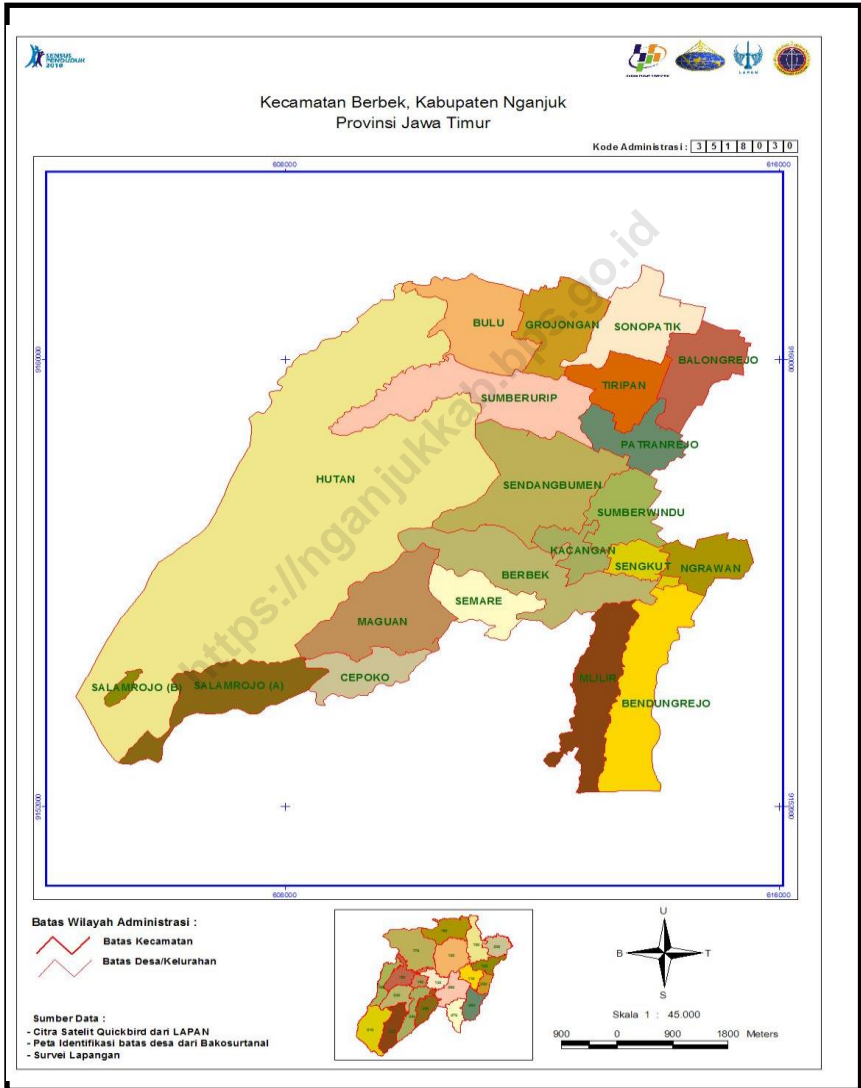 SENSUS
PENDUDUK
2010
LAPAN
Kecamatan Berbek, Kabupaten Nganjuk
Provinsi Jawa Timur
Kode Administrasi : 3 5 1 8 0 3 0
608000
616000
BULU
GROJONGAN
SONOPATIK
BALONGREJO
9160000
TIRIPAN
SUMBERURIP
PATRANREJO
HUTAN
SENDANGBUMEN
SUMBERWINDU
KACANGAN
BERBEK
SENGKUT
NGRAWAN
SEMARE
MAGUAN
CEPOKO
SALAMROJO (B)
SALAMROJO (A)
MLILIR
BENDUNGREJO
608000
616000
https://nganjukkab.bps.go.id
Batas Wilayah Administrasi :
Batas Kecamatan
Batas Desa/Kelurahan
Sumber Data :
- Citra Satelit Quickbird dari LAPAN
- Peta Identifikasi batas desa dari Bakosurtanal
- Survei Lapangan
U
B
T
S
Skala 1 : 45.000
900 0 900 1800 Meters